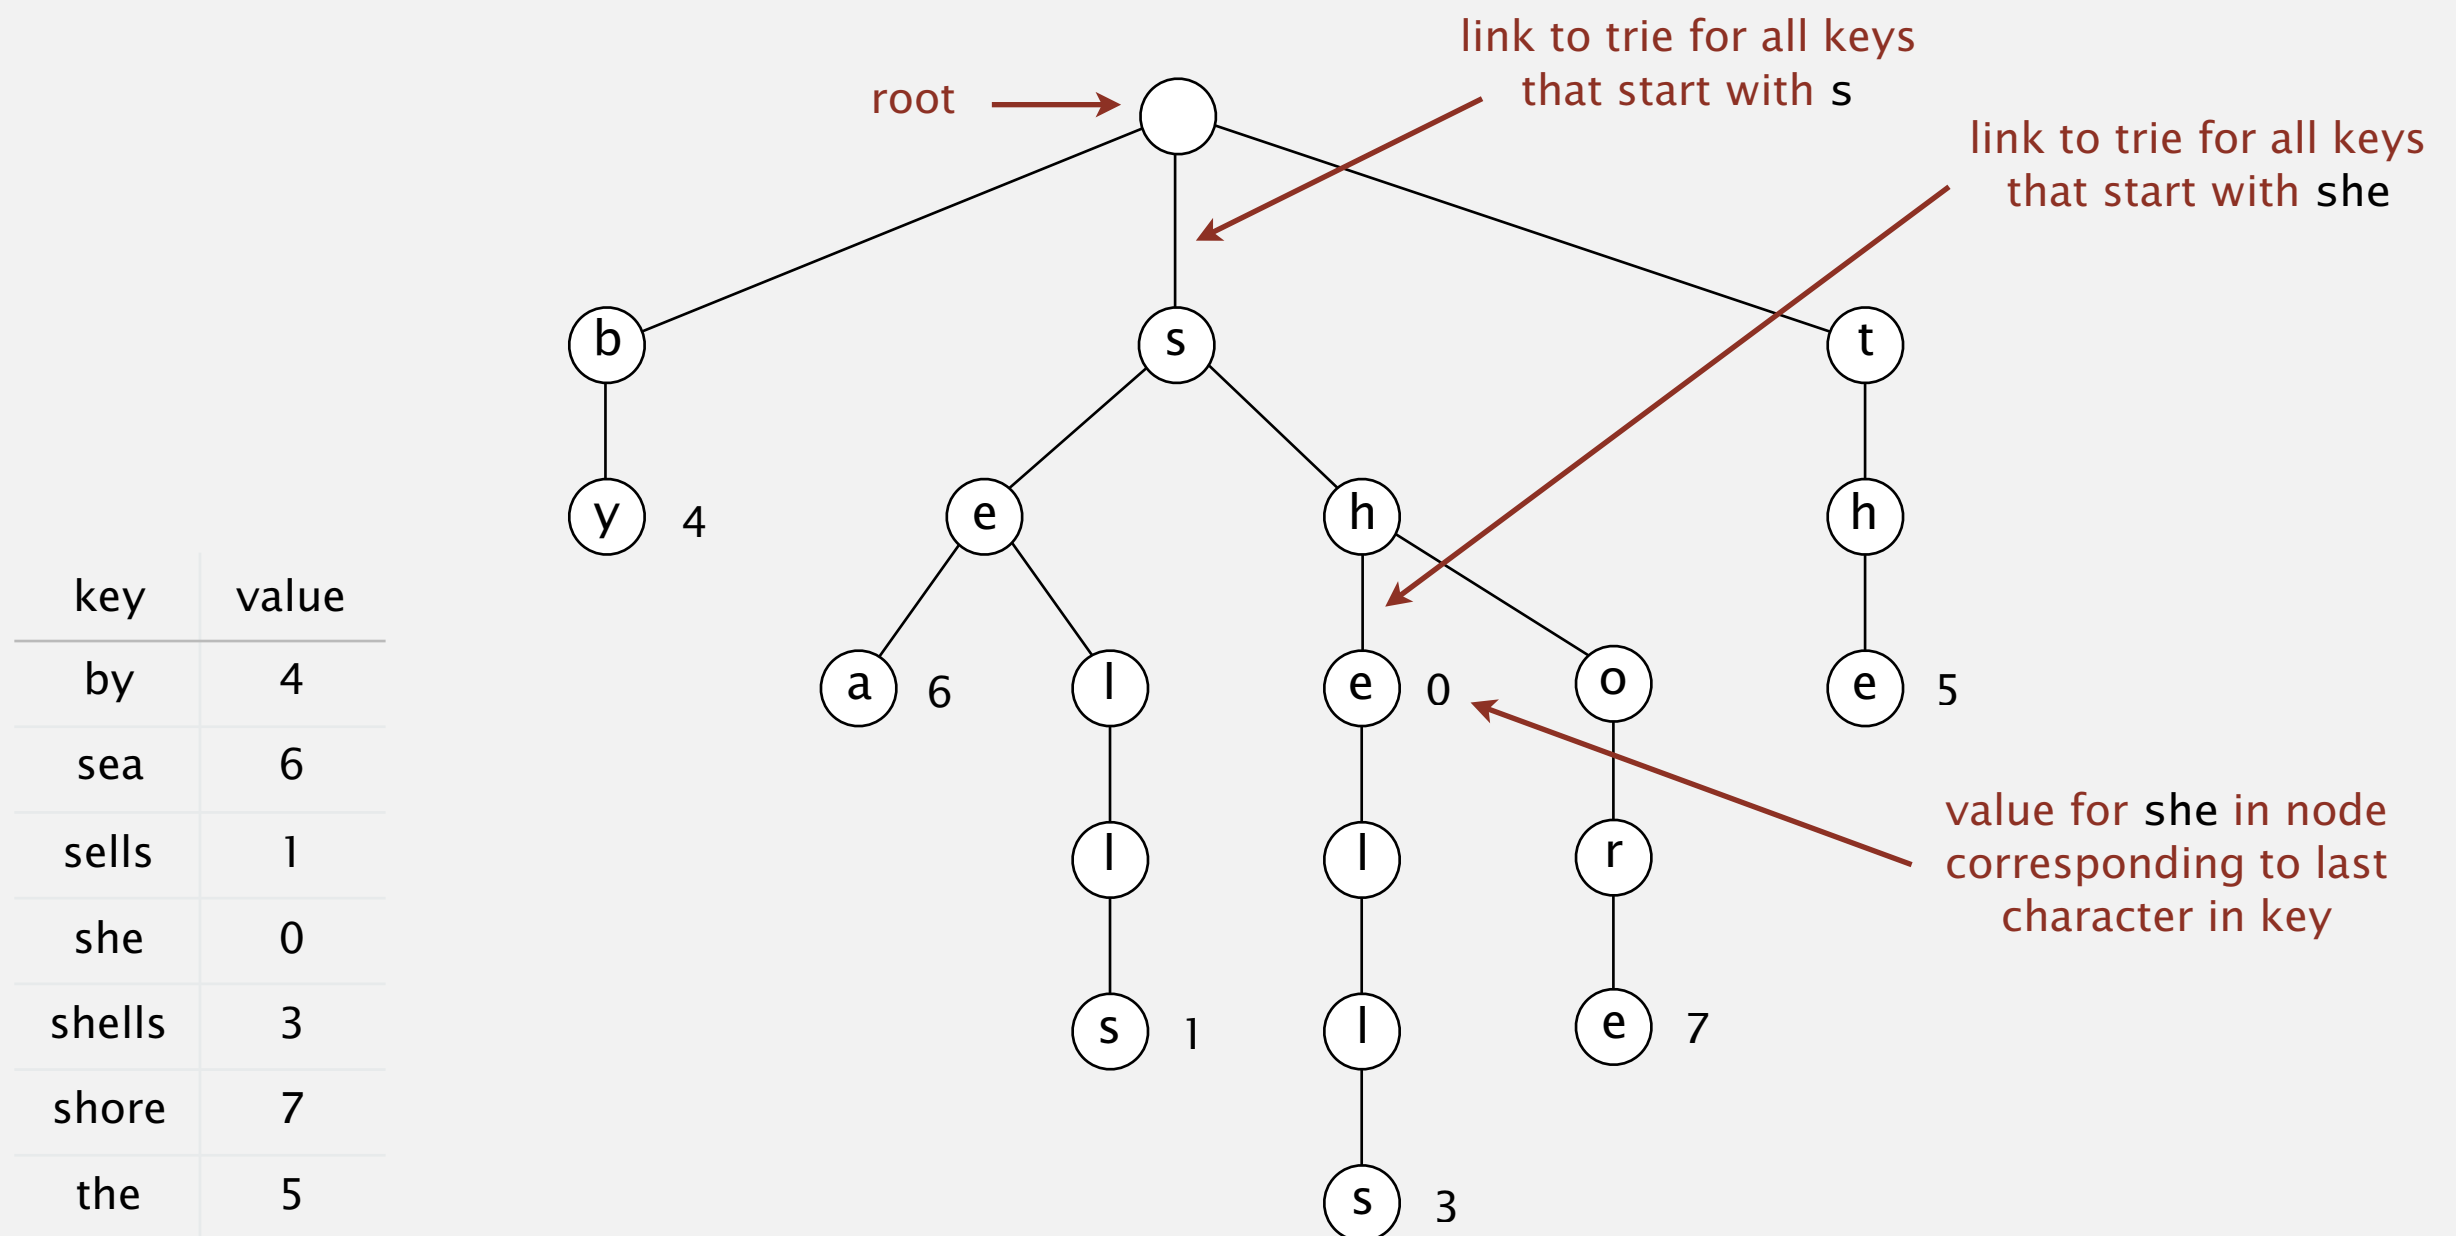 link to trie for all keys
that start with s
root
link to trie for all keys
that start with she
b
s
t
y 4
e
h
h
a 6
l
e 0
o
e 5
l
l
r
value for she in node
corresponding to last
character in key
s 1
l
e 7
s 3
key value
by 4
sea 6
sells 1
she 0
shells 3
shore 7
the 5